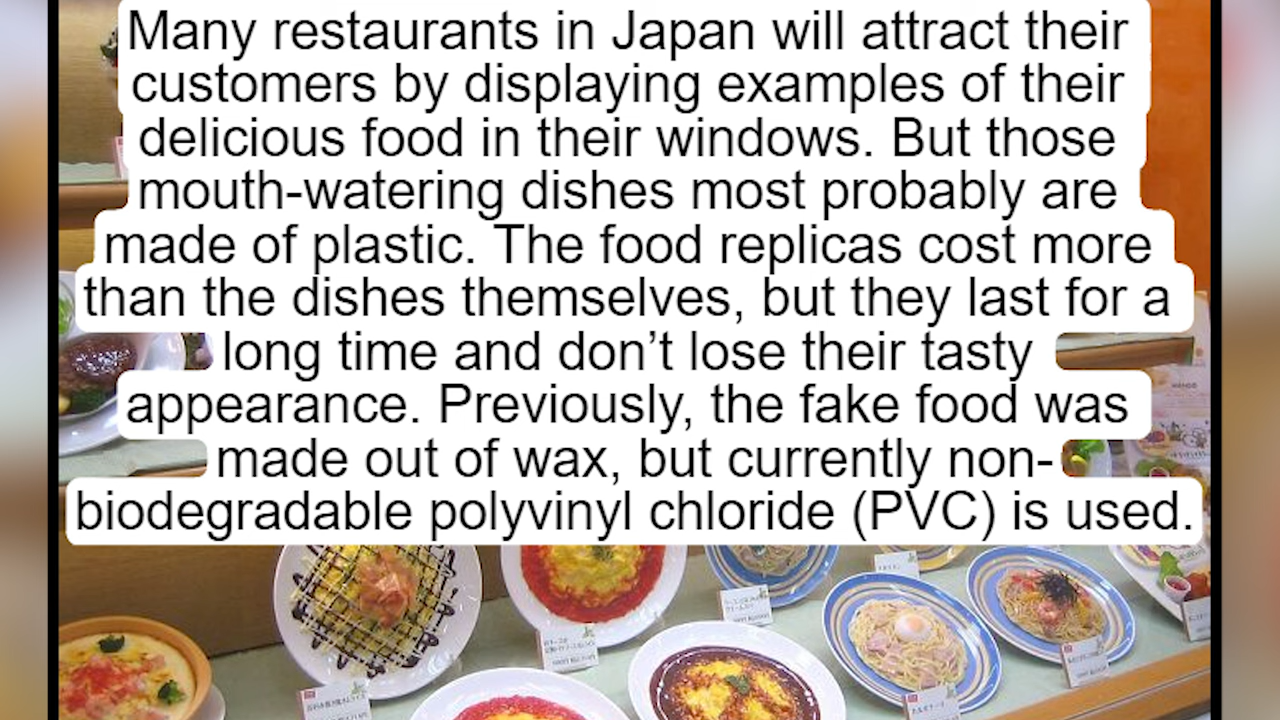 Many restaurants in Japan will attract their
customers by displaying examples of their
delicious food in their windows. But those
mouth-watering dishes most probably are
made of plastic. The food replicas cost more
than the dishes themselves, but they last for a
long time and don’t lose their tasty
appearance. Previously, the fake food was
made out of wax, but currently non-
biodegradable polyvinyl chloride (PVC) is used.